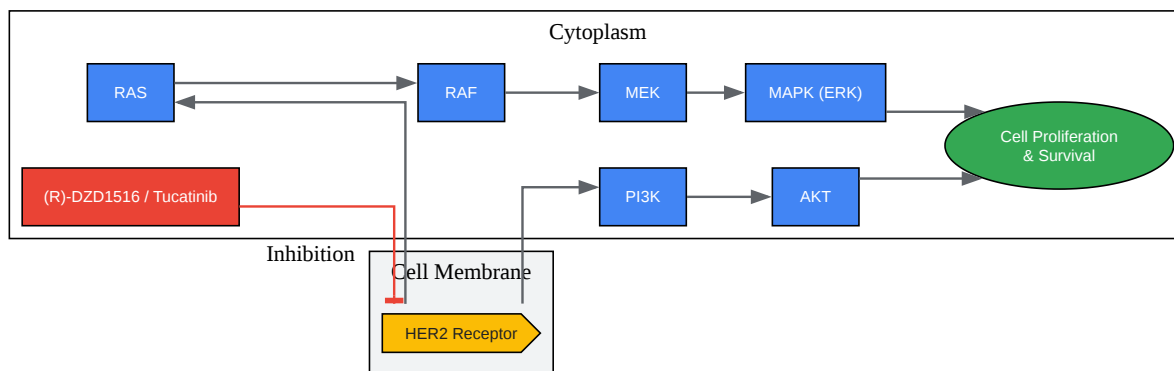 Cytoplasm
RAS
RAF
MEK
MAPK (ERK)
Cell Proliferation
& Survival
(R)-DZD1516 / Tucatinib
PI3K
AKT
Inhibition
Cell Membrane
HER2 Receptor